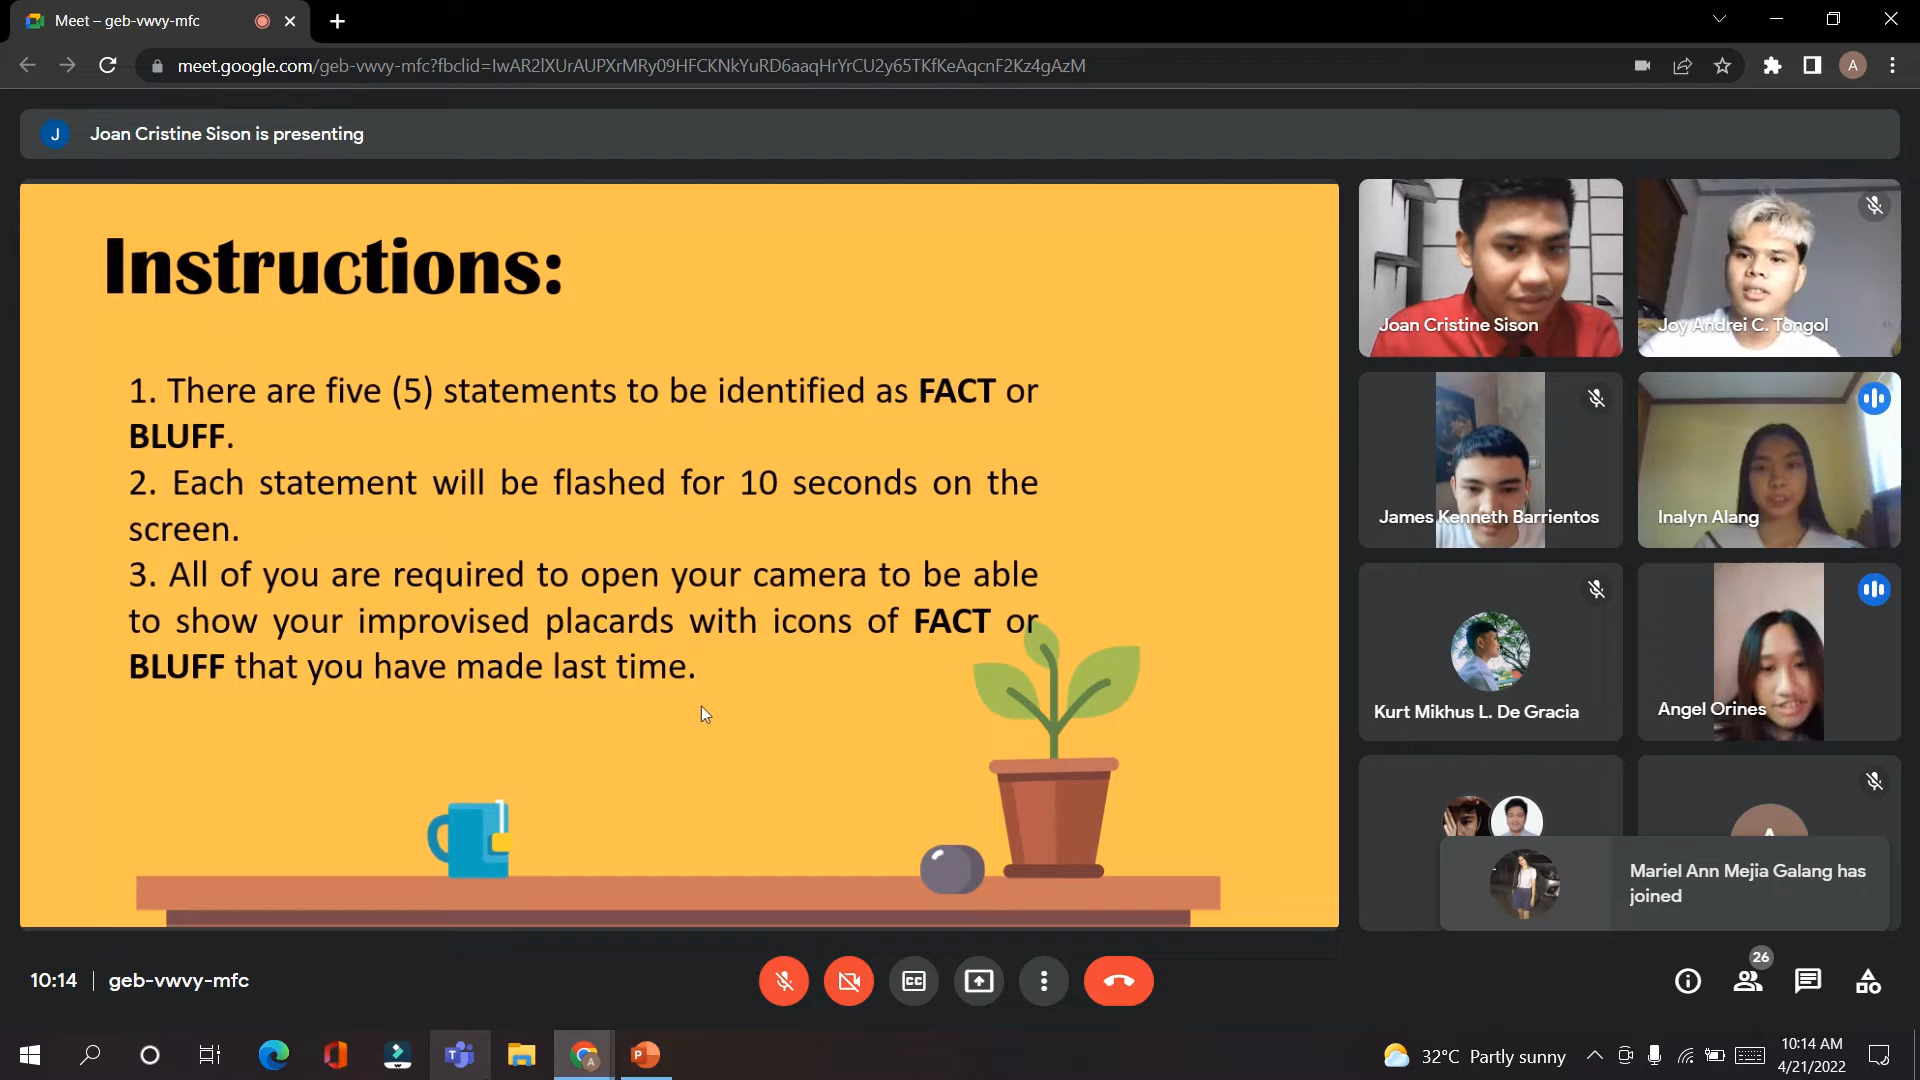 Meet – geb-vwvy-mfc
meet.google.com/geb-vwvy-mfc?fbclid=IwAR2lXUrAUPXrMRy09HFCKNkYuRD6aaqHrYrCU2y65TKfKeAqcnF2Kz4gAzM
A
J
Joan Cristine Sison is presenting
Instructions:
1. There are five (5) statements to be identified as FACT or
BLUFF.
2. Each statement will be flashed for 10 seconds on the
screen.
3. All of you are required to open your camera to be able
to show your improvised placards with icons of FACT or
BLUFF that you have made last time.
Joan Cristine Sison
Joy Andrei C. Tongol
James Kenneth Barrientos
Inalyn Alang
Kurt Mikhus L. De Gracia
Angel Orines
A
Mariel Ann Mejia Galang has
joined
10:14
geb-vwvy-mfc
CC
26
P
A
32°C Partly sunny
10:14 AM
4/21/2022